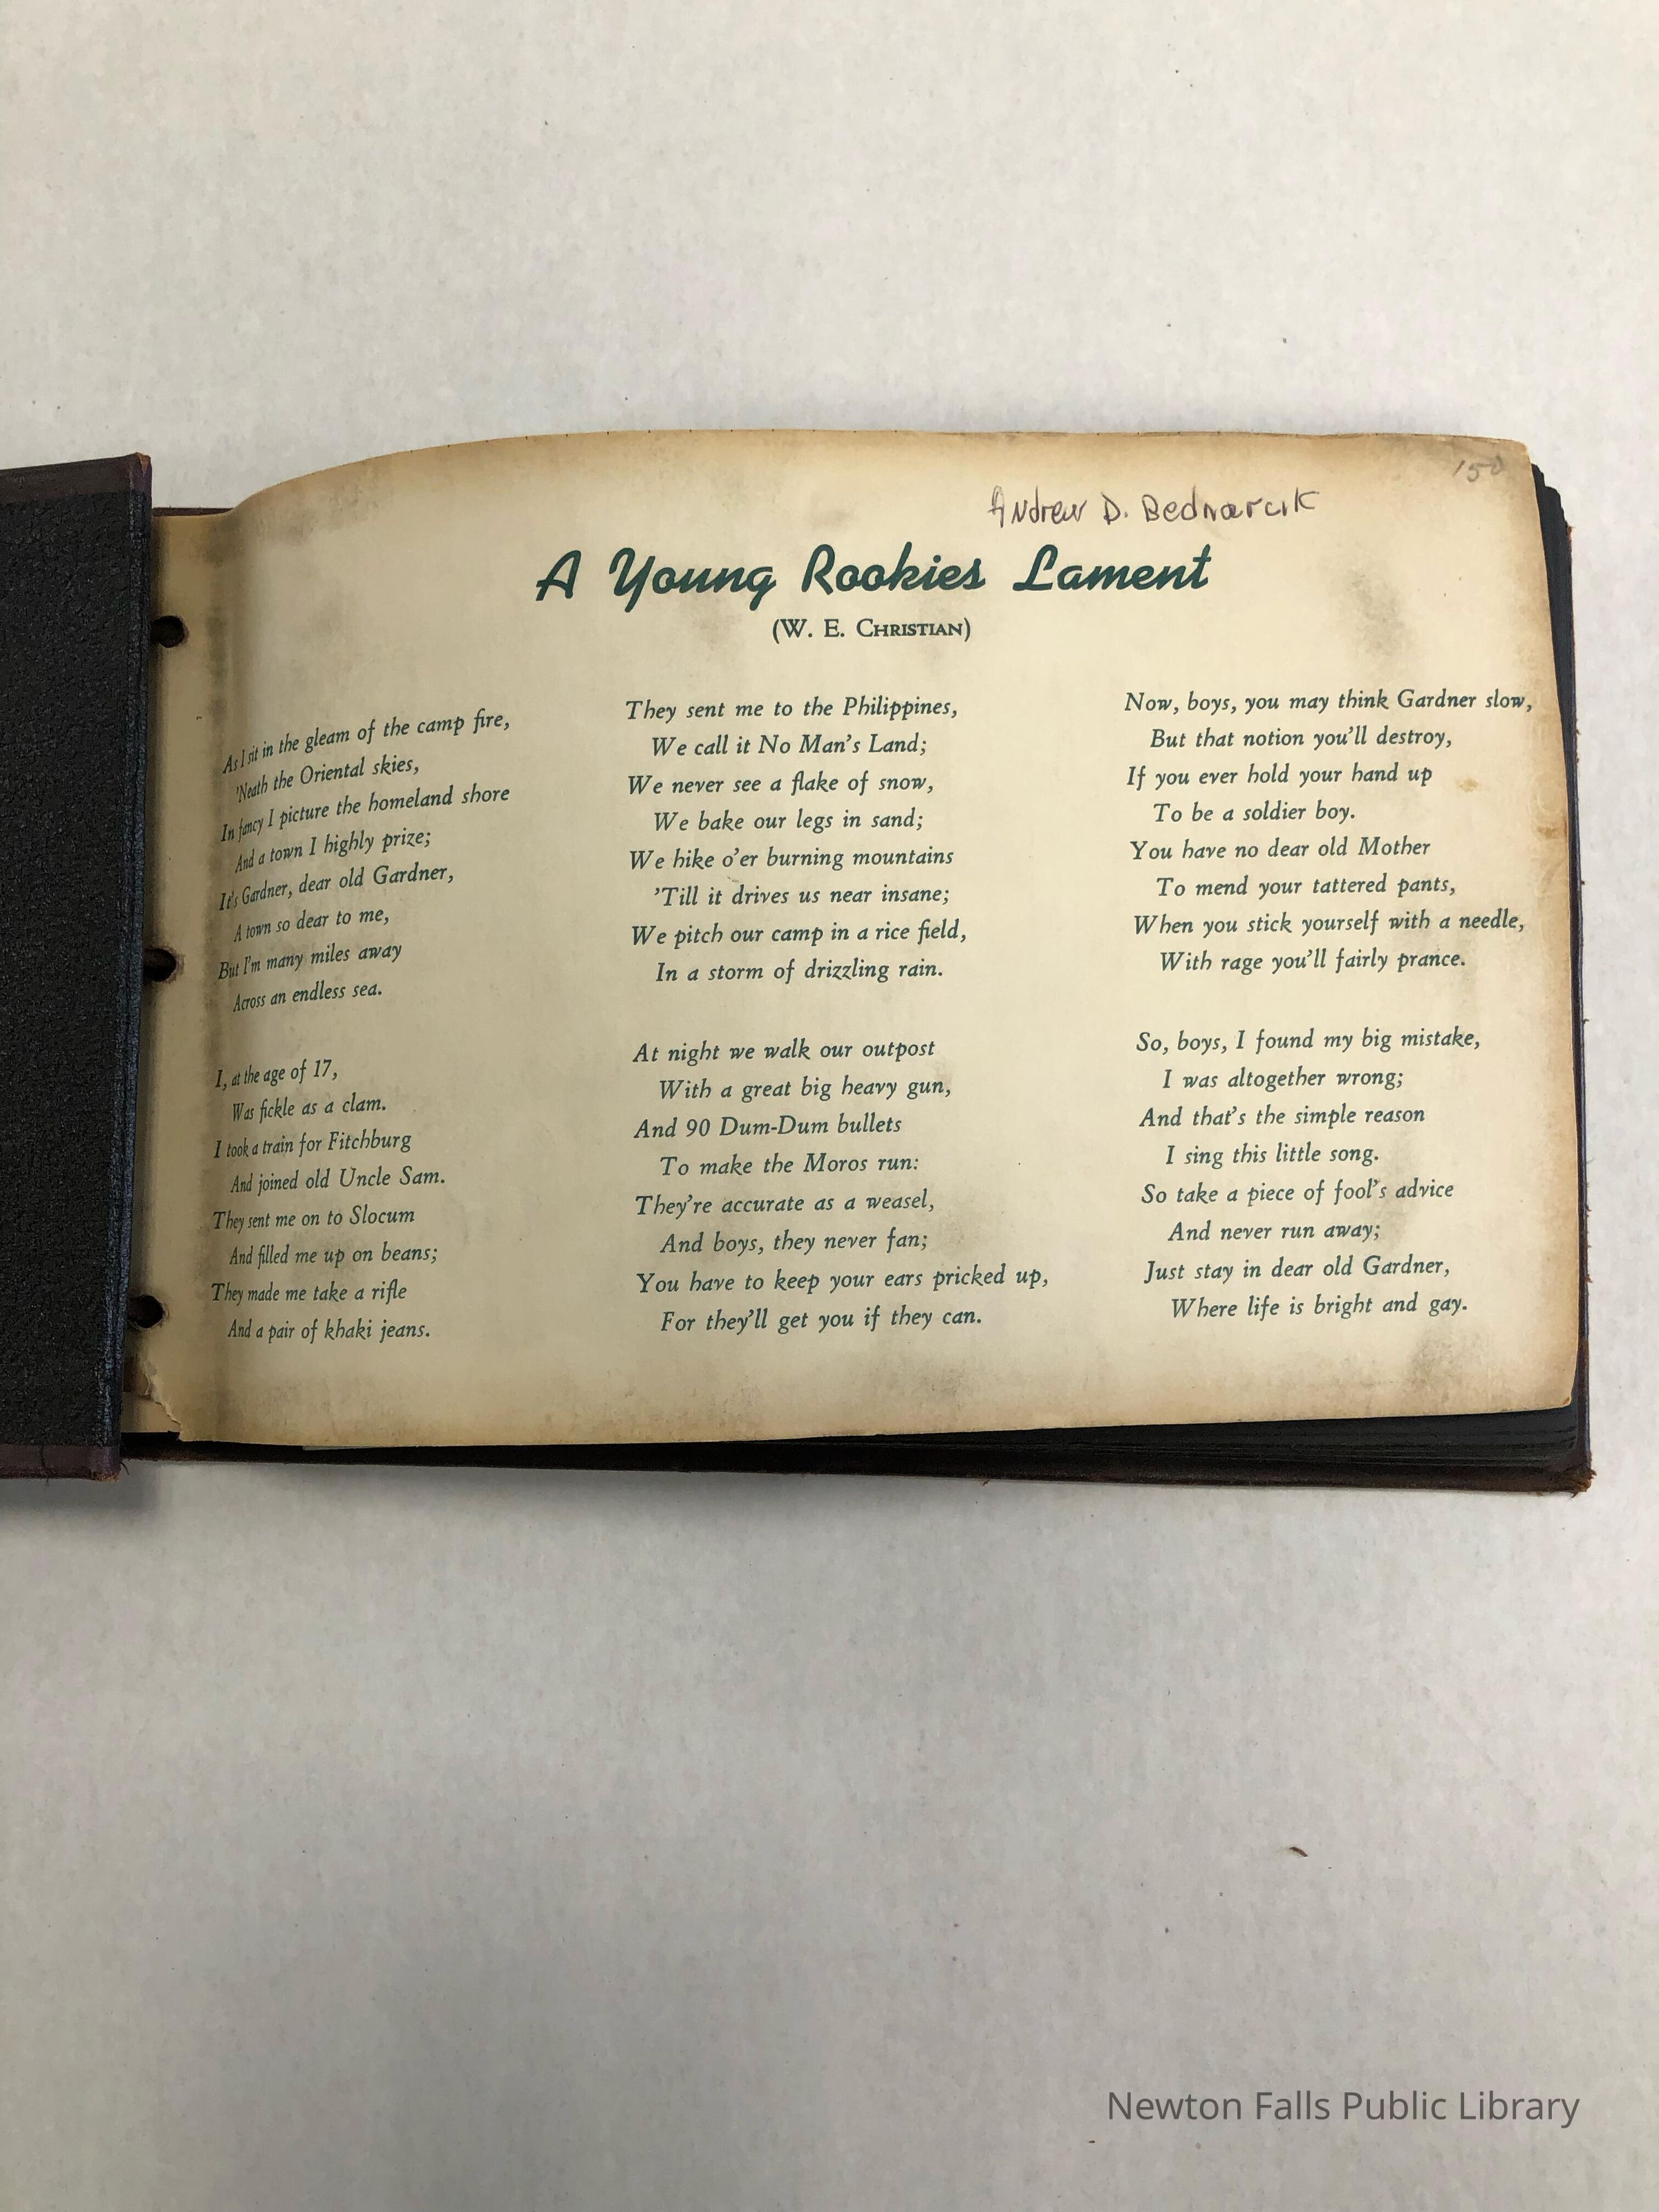 150
Andrew D. Bednarcik
A Young Rookies Lament
(W. E. CHRISTIAN)
As I sit in the gleam of the camp fire,
'Neath the Oriental skies,
In fancy I picture the homeland shore
And a town I highly prize;
It's Gardner, dear old Gardner,
A town so dear to me,
But I'm many miles away
Across an endless sea.
I, at the age of 17,
Was fickle as a clam.
I took a train for Fitchburg
And joined old Uncle Sam.
They sent me on to Slocum
And filled me up on beans;
They made me take a rifle
And a pair of khaki jeans.
They sent me to the Philippines,
We call it No Man's Land;
We never see a flake of snow,
We bake our legs in sand;
We hike o'er burning mountains
'Till it drives us near insane;
We pitch our camp in a rice field,
In a storm of drizzling rain.
At night we walk our outpost
With a great big heavy gun,
And 90 Dum-Dum bullets
To make the Moros run:
They're accurate as a weasel,
And boys, they never fan;
You have to keep your ears pricked up,
For they'll get you if they can.
Now, boys, you may think Gardner slow,
But that notion you'll destroy,
If you ever hold your hand up
To be a soldier boy.
You have no dear old Mother
To mend your tattered pants,
When you stick yourself with a needle,
With rage you'll fairly prance.
So, boys, I found my big mistake,
I was altogether wrong;
And that's the simple reason
I sing this little song.
So take a piece of fool's advice
And never run away;
Just stay in dear old Gardner,
Where life is bright and gay.
Newton Falls Public Library